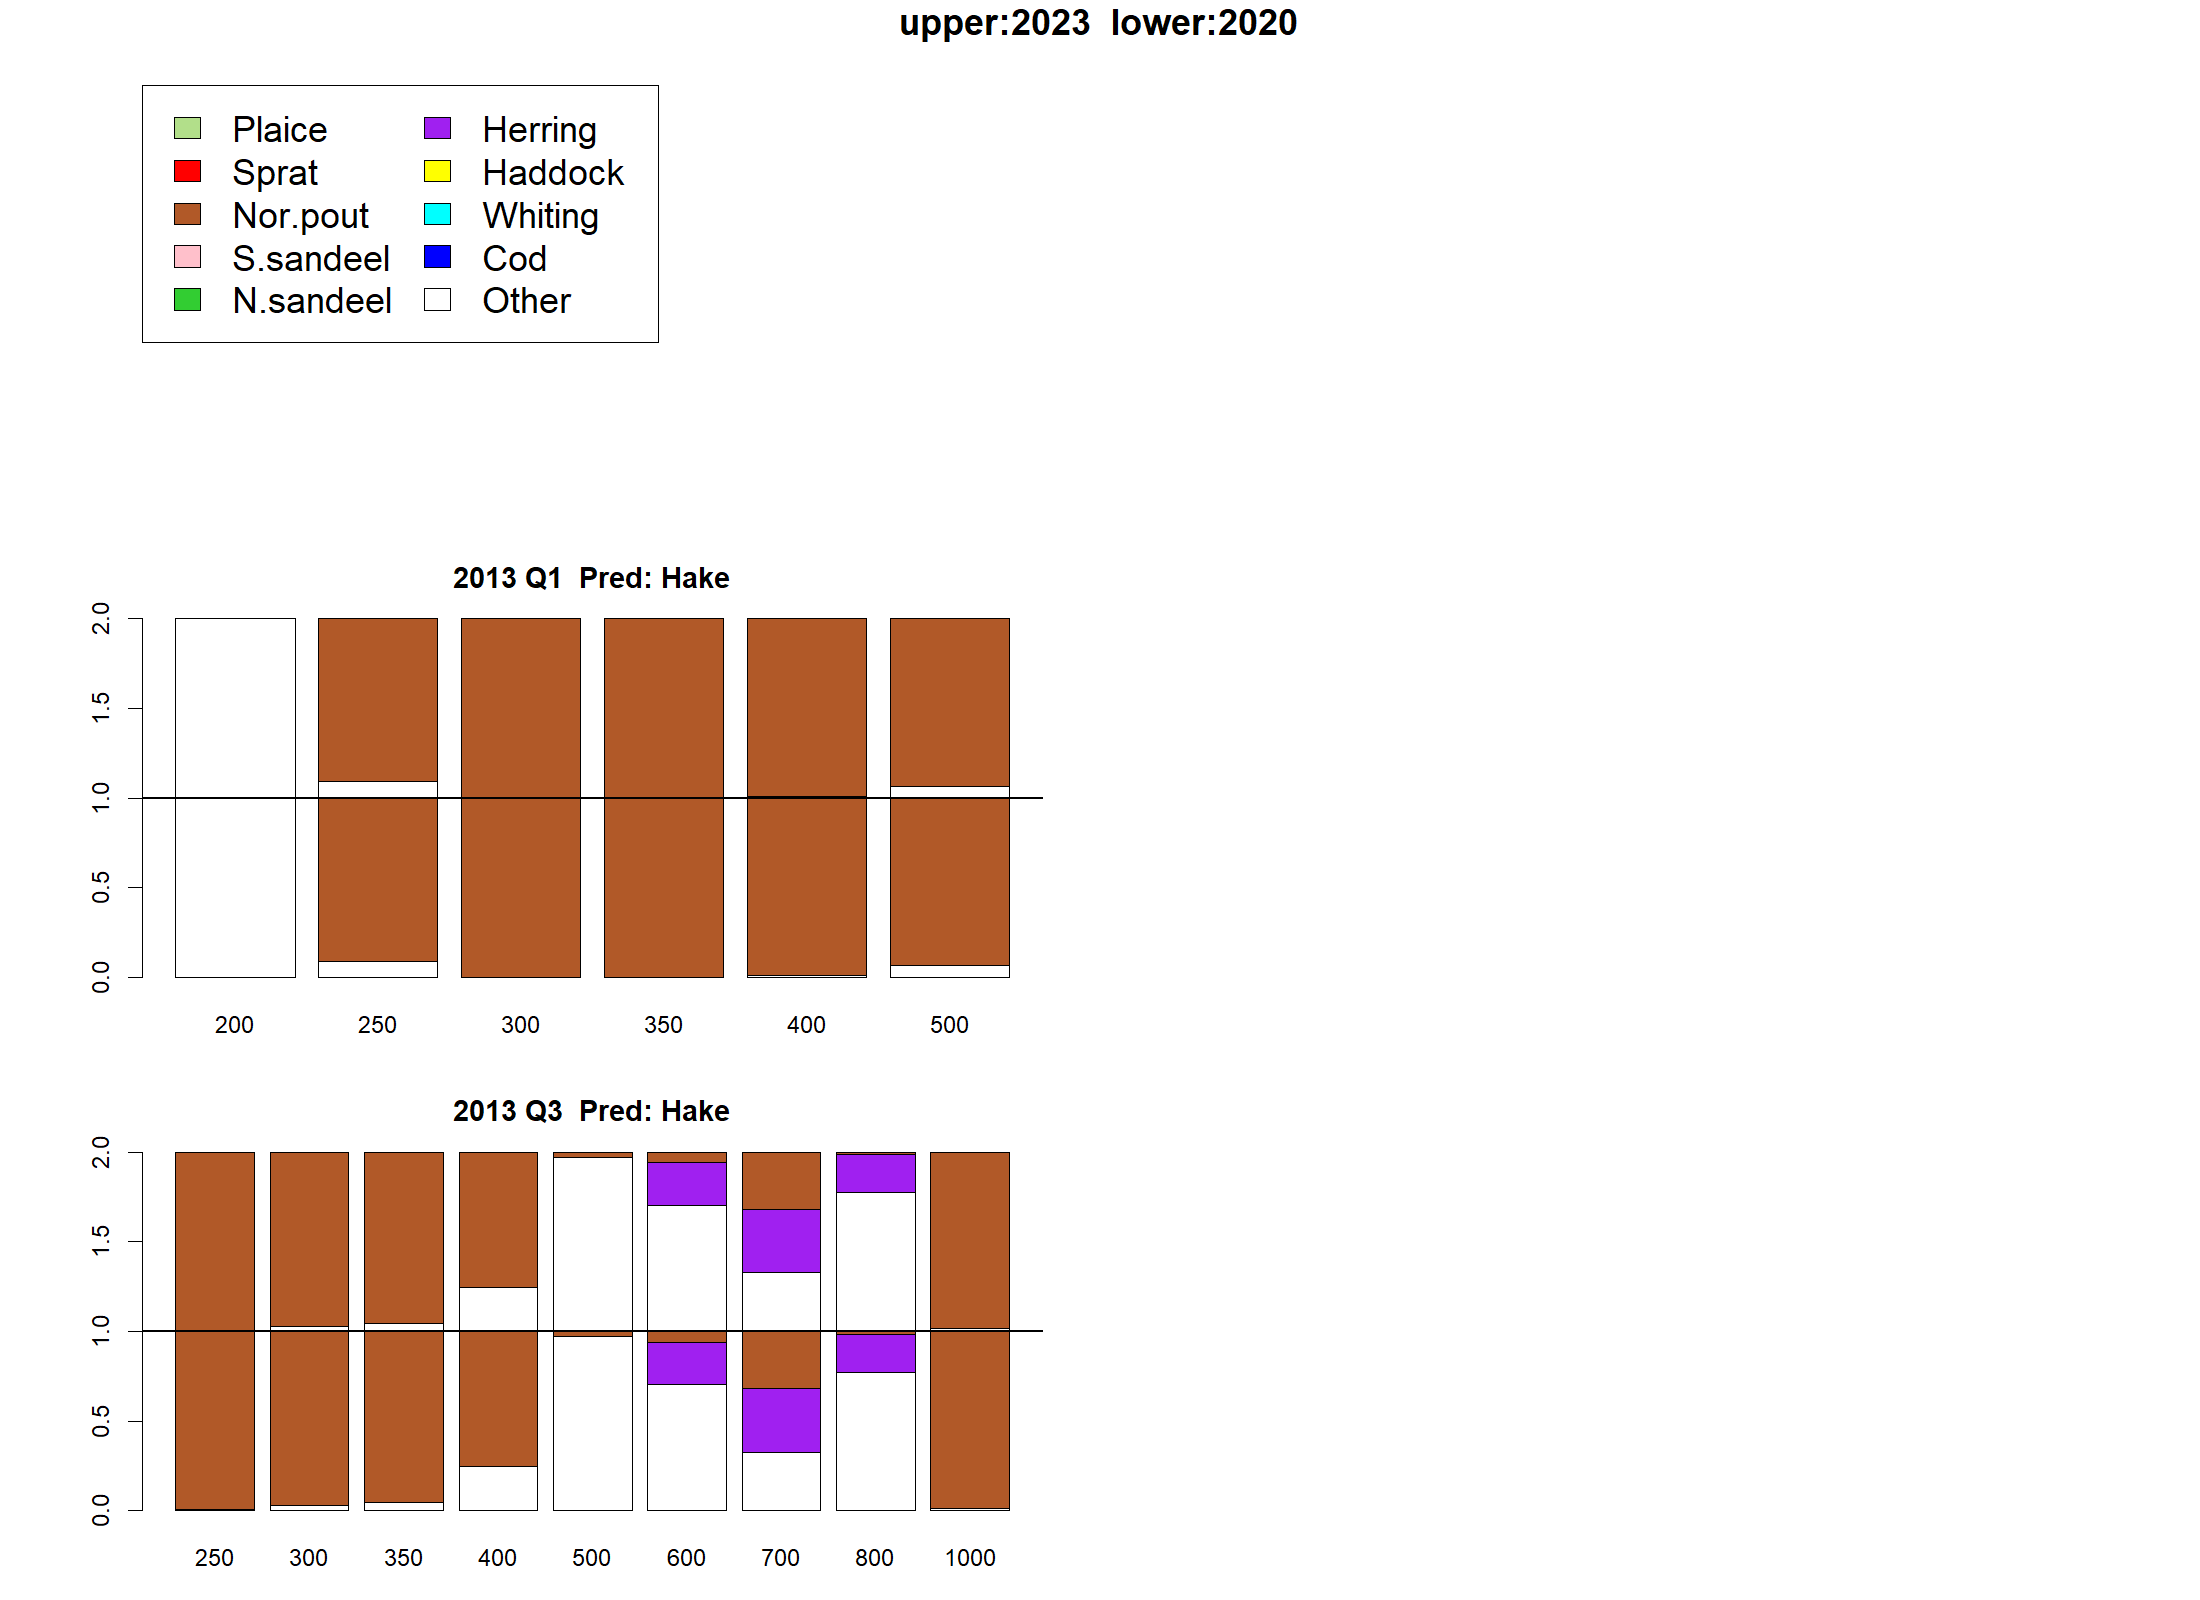 upper:2023  lower:2020
Plaice
Sprat
Nor.pout
S.sandeel
N.sandeel
Herring
Haddock
Whiting
Cod
Other
2013 Q1  Pred: Hake
2.0
1.5
1.0
0.5
0.0
200 250 300 350 400 500
2013 Q3  Pred: Hake
2.0
1.5
1.0
0.5
0.0
250 300 350 400 500 600 700 800 1000